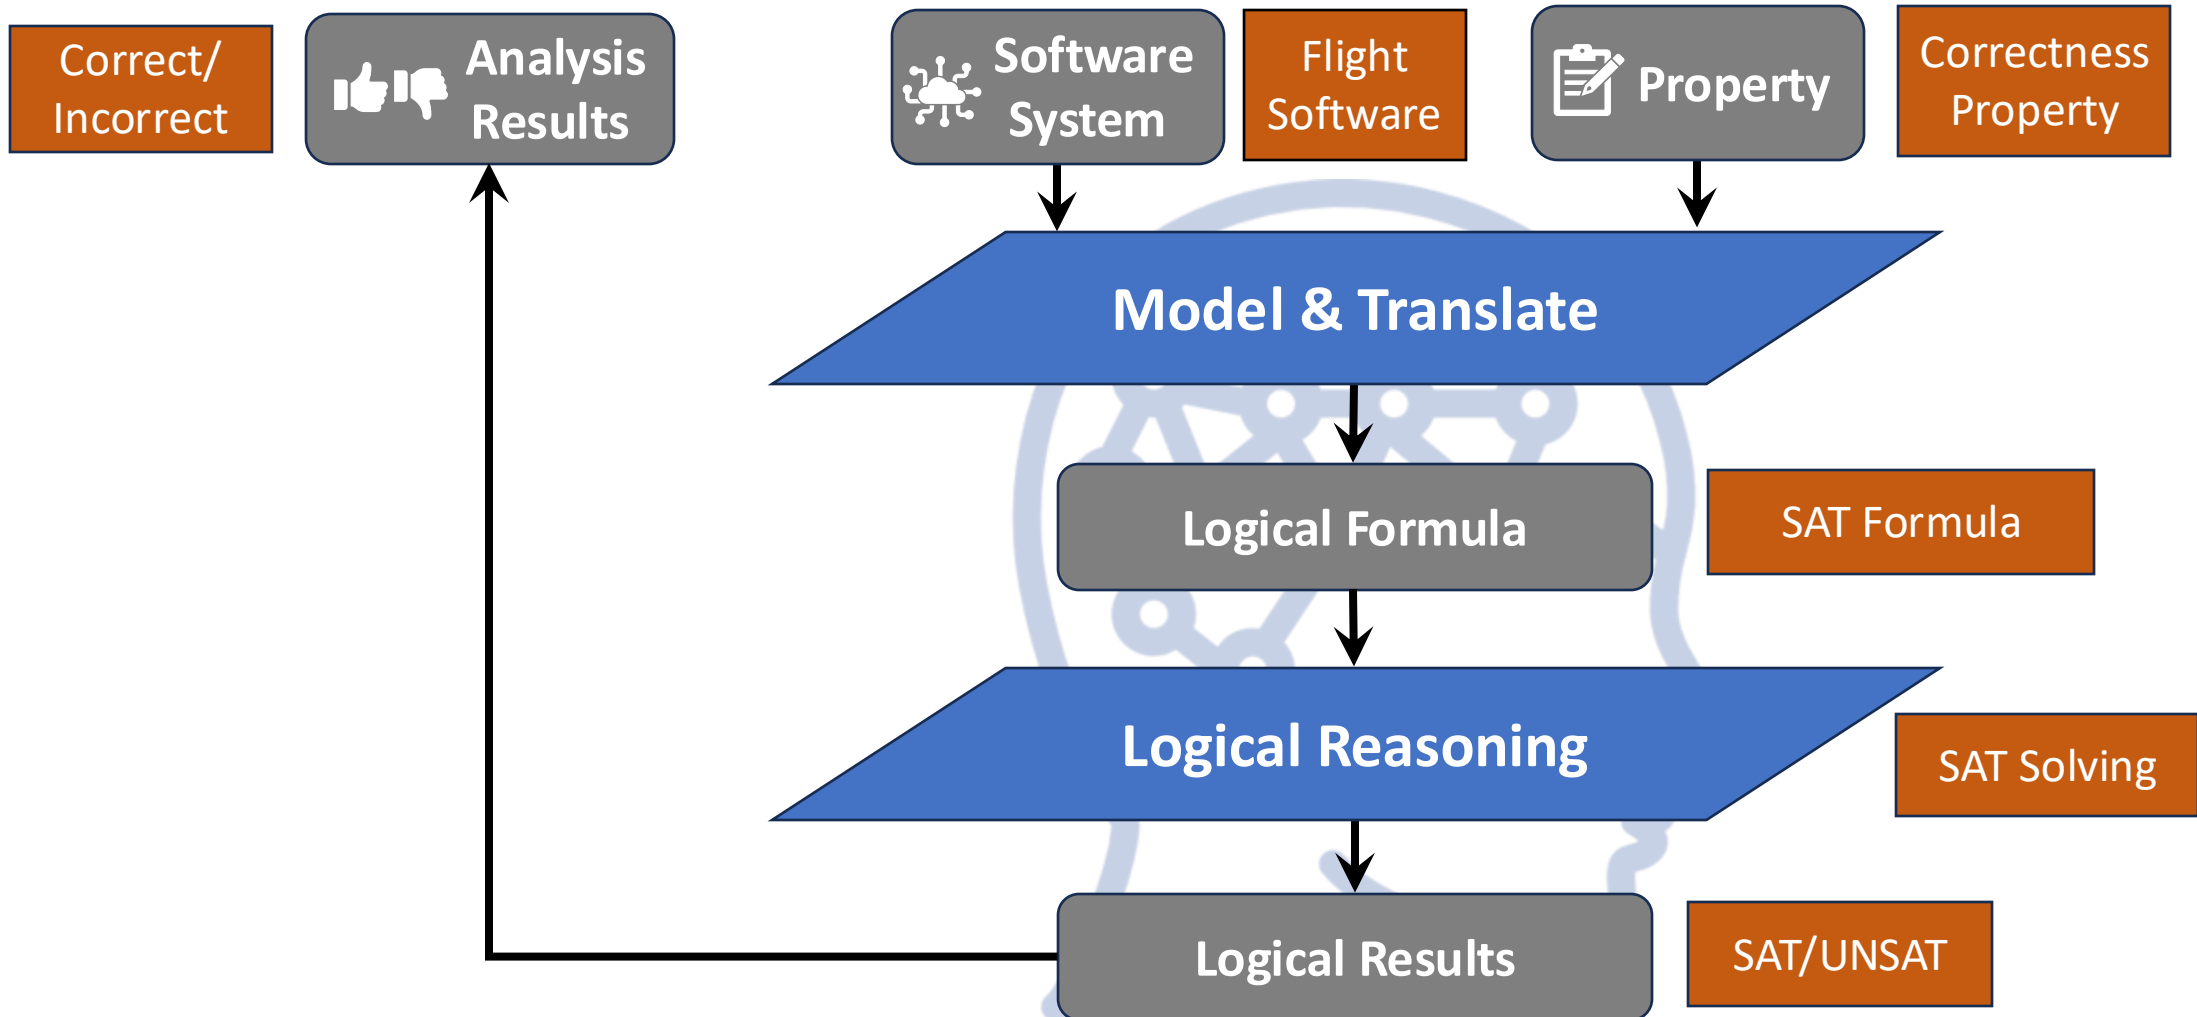 Correct/
Incorrect
Analysis
Results
Software
System
Flight
Software
Property
Correctness
Property
Model & Translate
Logical Formula
SAT Formula
Logical Reasoning
SAT Solving
Logical Results
SAT/UNSAT